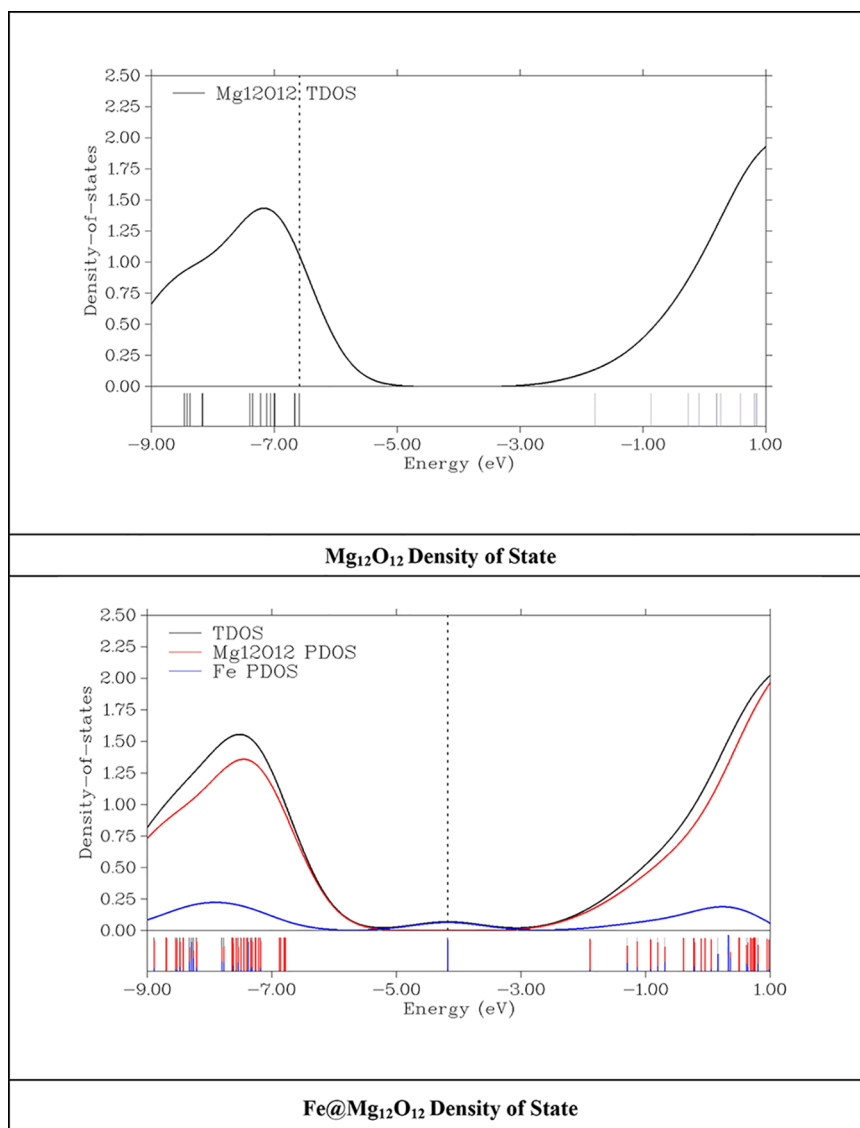 2.50
2.25
2.00
1.75
1.50
1.25
1.00
0.75
0.50
0.25
0.00
Density-of-states
Mg12O12 TDOS
-9.00 -7.00 -5.00 -3.00 -1.00 1.00
Energy (eV)
Mg₁₂O₁₂ Density of State
2.50
2.25
2.00
1.75
1.50
1.25
1.00
0.75
0.50
0.25
0.00
Density-of-states
TDOS
Mg12O12 PDOS
Fe PDOS
-9.00 -7.00 -5.00 -3.00 -1.00 1.00
Energy (eV)
Fe@Mg₁₂O₁₂ Density of State